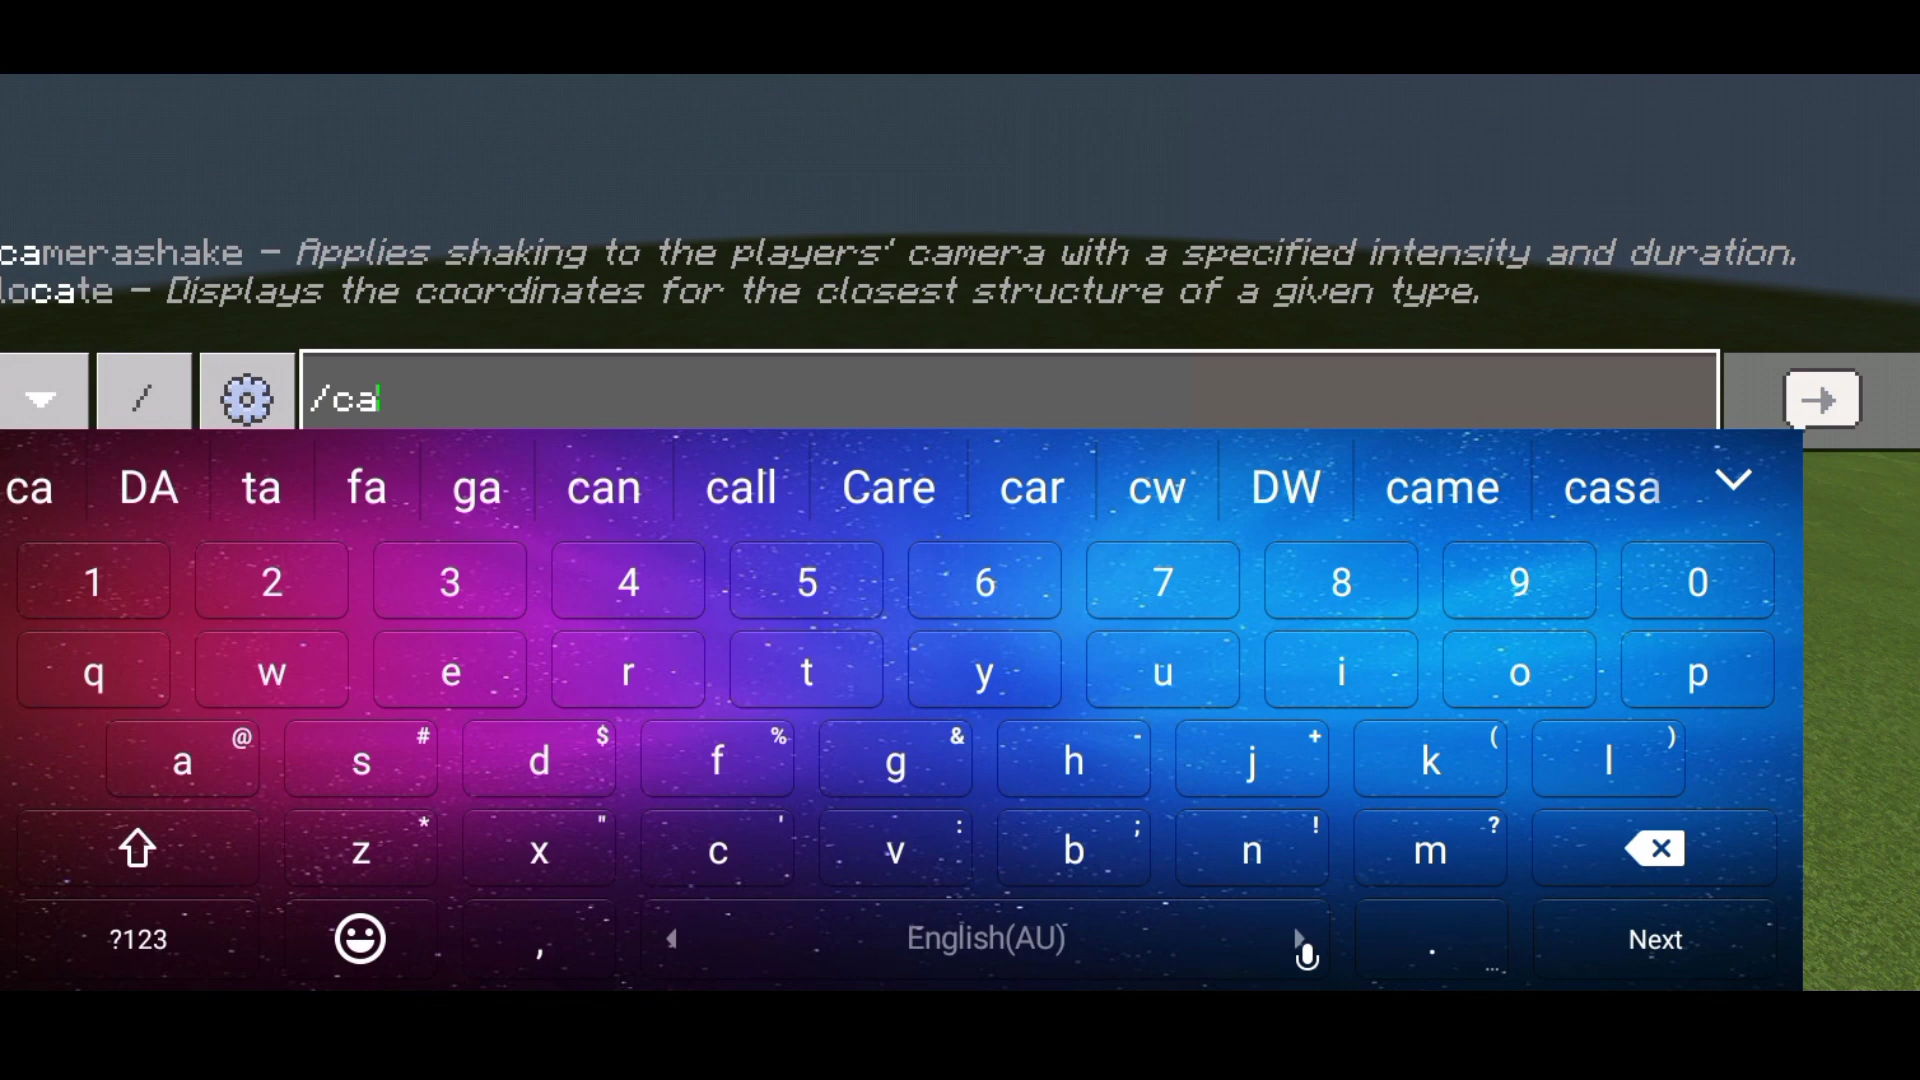 camerashake - Applies shaking to the players' camera with a specified intensity and duration.
locate - Displays the coordinates for the closest structure of a given type.
/
/ca
ca DA ta fa ga can call Care car cw DW came casa
1 2 3 4 5 6 7 8 9 0
q w e r t y u i o p
a @ s # d $ f % g & h - j + k ( l )
z * x " c ' v : b ; n ! m ?
?123 , English(AU) . ... Next